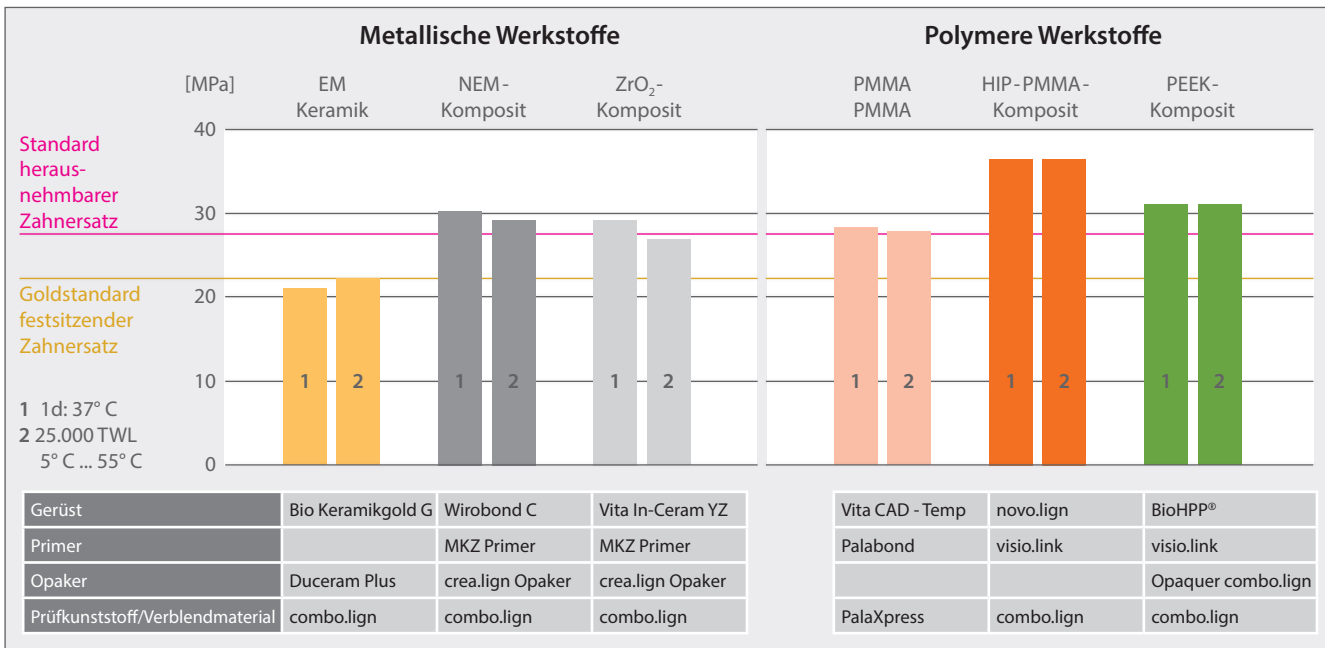 Metallische Werkstoffe
Polymere Werkstoffe
[MPa]
EM
Keramik
NEM-
Komposit
ZrO₂-
Komposit
PMMA
PMMA
HIP-PMMA-
Komposit
PEEK-
Komposit
40
30
20
10
0
Standard
heraus-
nehmbarer
Zahnersatz
Goldstandard
festsitzender
Zahnersatz
1 1d: 37° C
2 25.000 TWL
5° C ... 55° C
1 2 1 2 1 2 1 2 1 2 1 2
Gerüst Bio Keramikgold G Wirobond C Vita In-Ceram YZ Vita CAD - Temp novo.lign BioHPP®
Primer MKZ Primer MKZ Primer Palabond visio.link visio.link
Opaker Duceram Plus crea.lign Opaker crea.lign Opaker Opaquer combo.lign
Prüfkunststoff/Verblendmaterial combo.lign combo.lign combo.lign PalaXpress combo.lign combo.lign